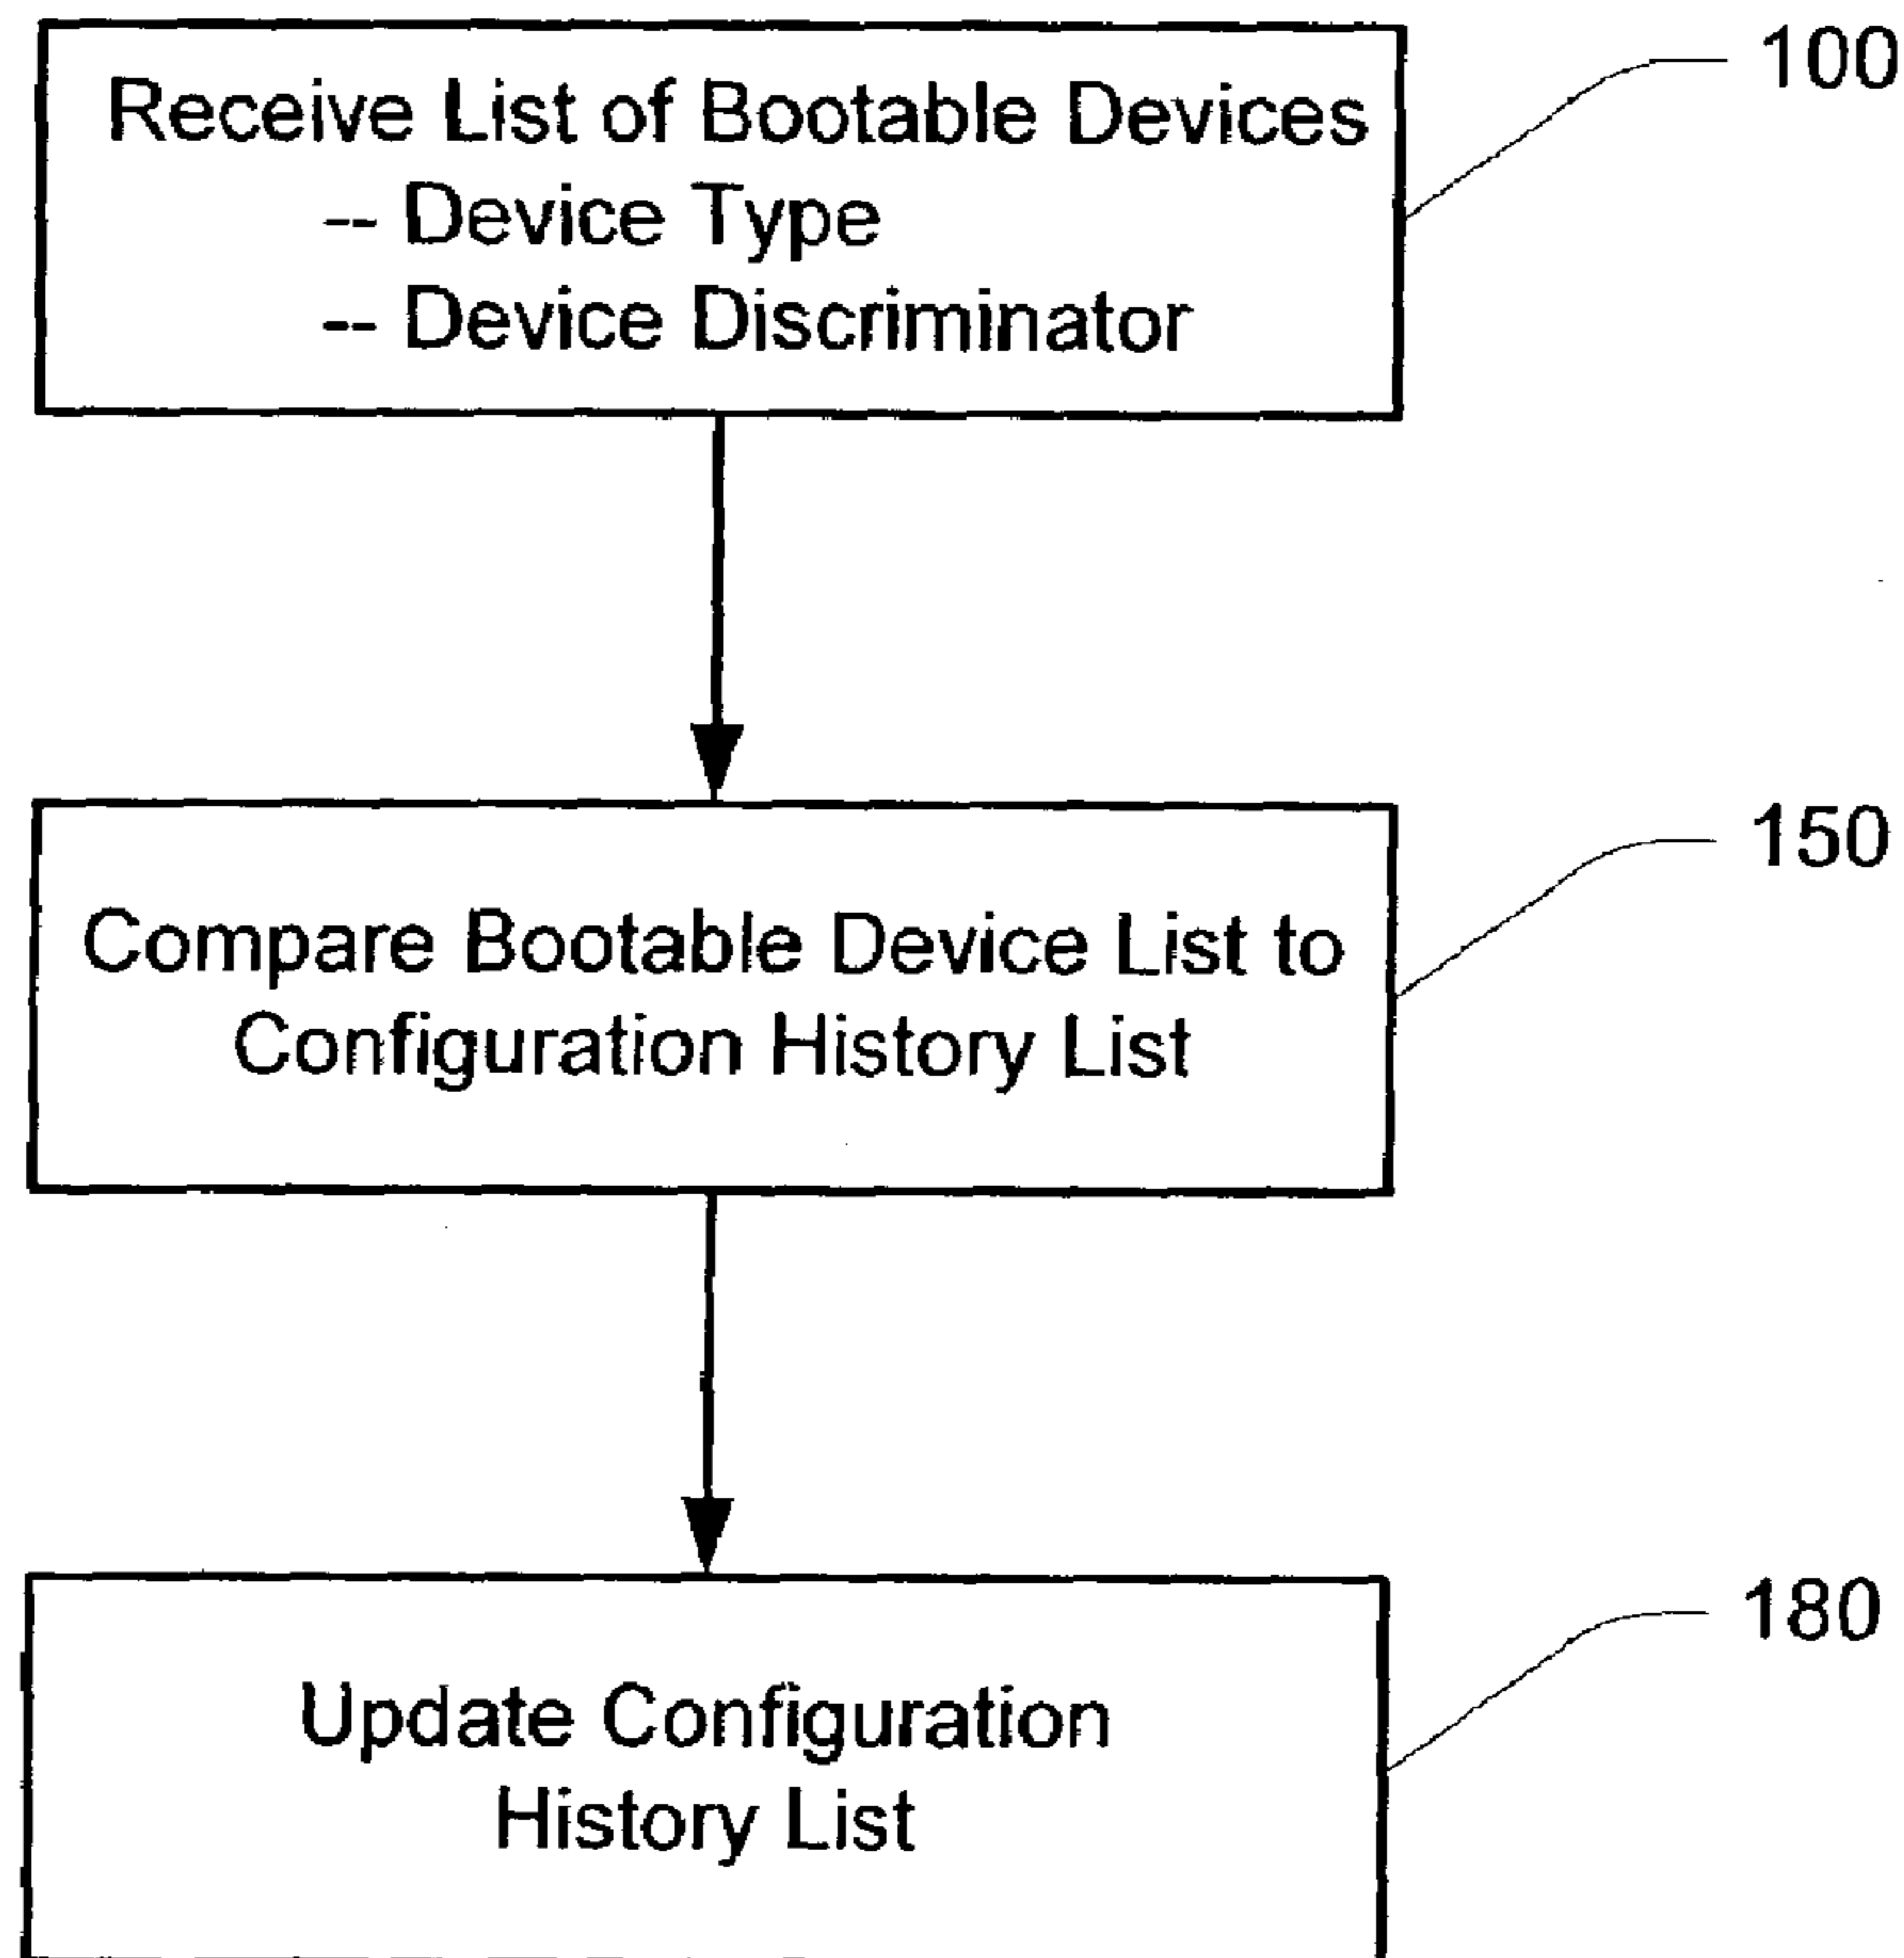 100
Receive List of Bootable Devices
-- Device Type
-- Device Discriminator
150
Compare Bootable Device List to
Configuration History List
180
Update Configuration
History List